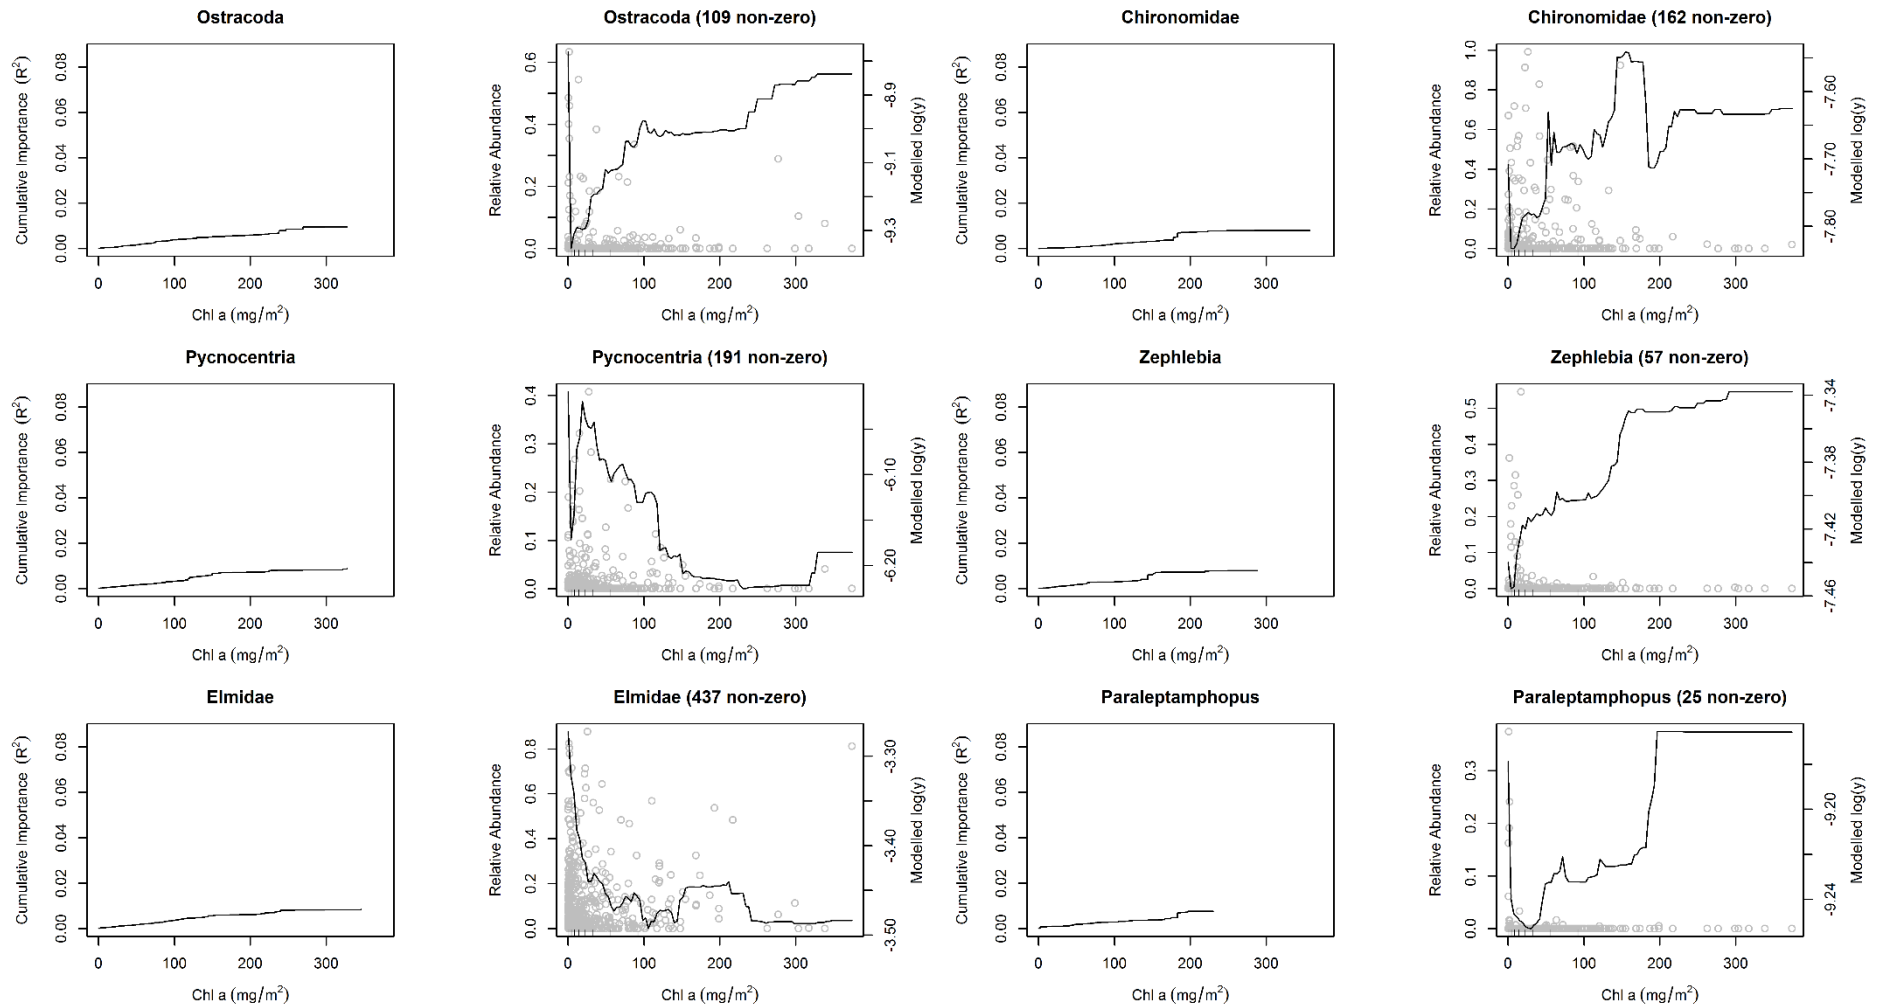 Ostracoda
Cumulative Importance (R²)
0.00 0.02 0.04 0.06 0.08
0 100 200 300
Chl a (mg/m²)
Ostracoda (109 non-zero)
Relative Abundance
0.0 0.2 0.4 0.6
-9.3 -9.1 -8.9
Modelled log(y)
0 100 200 300
Chl a (mg/m²)
Chironomidae
Cumulative Importance (R²)
0.00 0.02 0.04 0.06 0.08
0 100 200 300
Chl a (mg/m²)
Chironomidae (162 non-zero)
Relative Abundance
0.0 0.2 0.4 0.6 0.8 1.0
-7.80 -7.70 -7.60
Modelled log(y)
0 100 200 300
Chl a (mg/m²)
Pycnocentria
Cumulative Importance (R²)
0.00 0.02 0.04 0.06 0.08
0 100 200 300
Chl a (mg/m²)
Pycnocentria (191 non-zero)
Relative Abundance
0.0 0.1 0.2 0.3 0.4
-6.20 -6.10
Modelled log(y)
0 100 200 300
Chl a (mg/m²)
Zephlebia
Cumulative Importance (R²)
0.00 0.02 0.04 0.06 0.08
0 100 200 300
Chl a (mg/m²)
Zephlebia (57 non-zero)
Relative Abundance
0.0 0.1 0.2 0.3 0.4 0.5
-7.46 -7.42 -7.38 -7.34
Modelled log(y)
0 100 200 300
Chl a (mg/m²)
Elmidae
Cumulative Importance (R²)
0.00 0.02 0.04 0.06 0.08
0 100 200 300
Chl a (mg/m²)
Elmidae (437 non-zero)
Relative Abundance
0.0 0.2 0.4 0.6 0.8
-3.50 -3.40 -3.30
Modelled log(y)
0 100 200 300
Chl a (mg/m²)
Paraleptamphopus
Cumulative Importance (R²)
0.00 0.02 0.04 0.06 0.08
0 100 200 300
Chl a (mg/m²)
Paraleptamphopus (25 non-zero)
Relative Abundance
0.0 0.1 0.2 0.3
-9.24 -9.20
Modelled log(y)
0 100 200 300
Chl a (mg/m²)